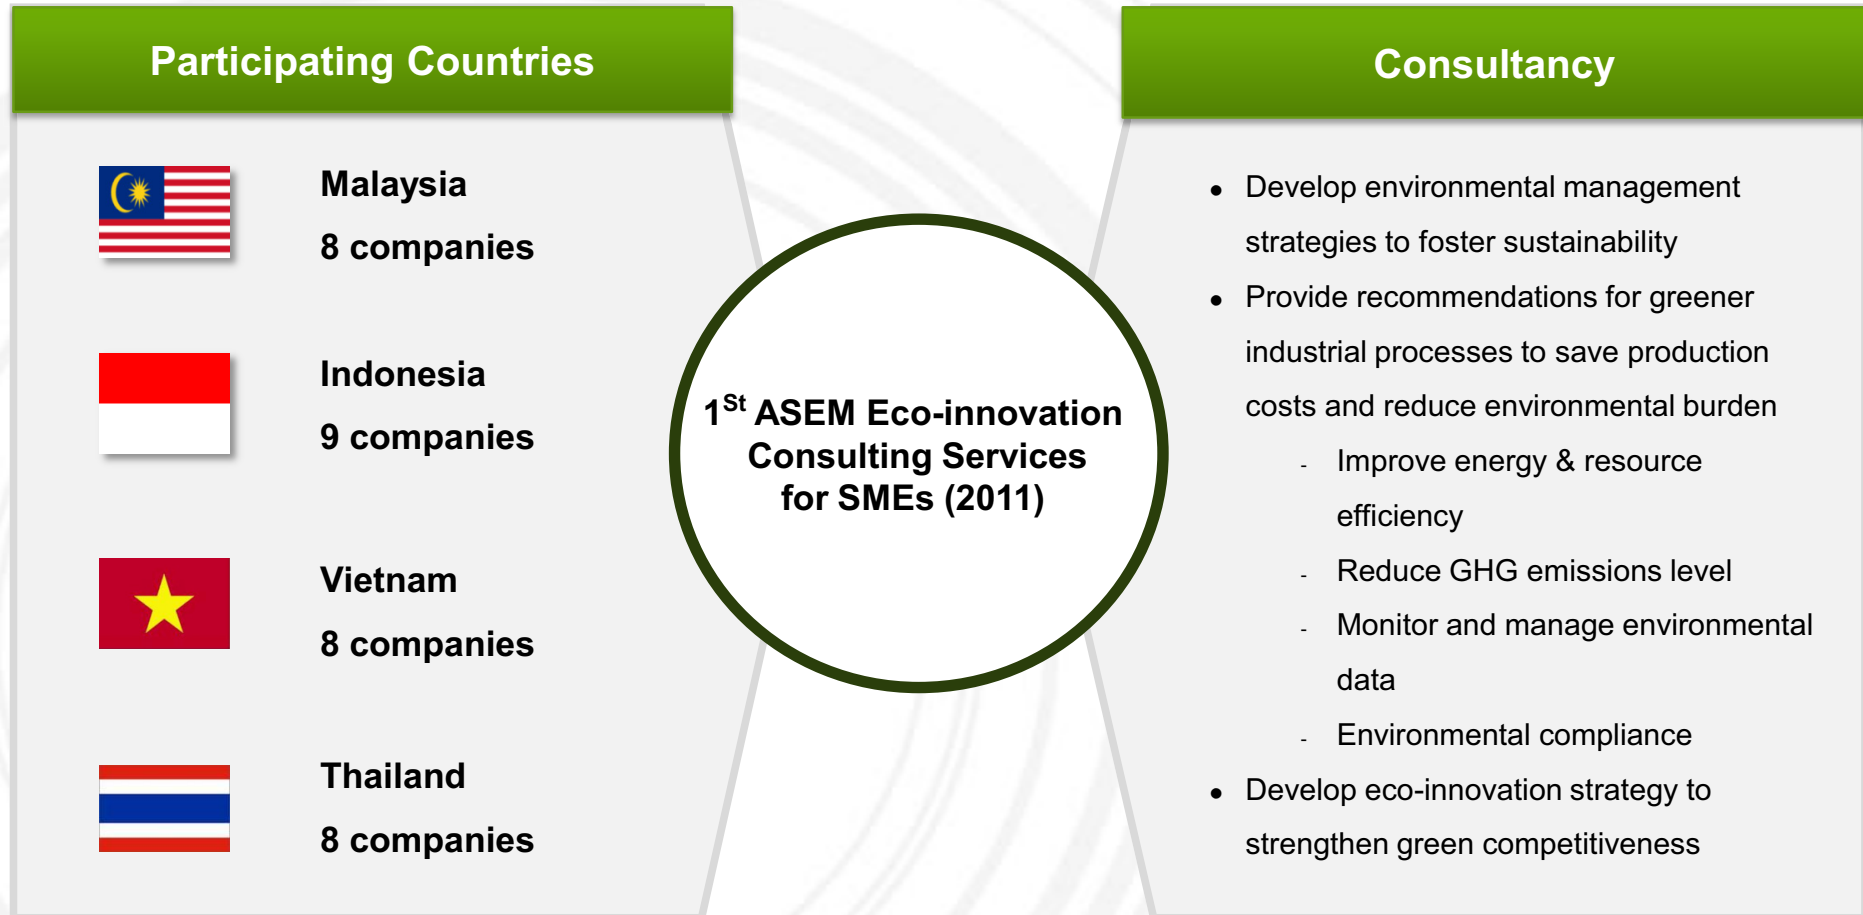 Participating Countries
Malaysia
8 companies
Indonesia
9 companies
Vietnam
8 companies
Thailand
8 companies
1St ASEM Eco-innovation
Consulting Services
for SMEs (2011)
Consultancy
● Develop environmental management
strategies to foster sustainability
● Provide recommendations for greener
industrial processes to save production
costs and reduce environmental burden
- Improve energy & resource
efficiency
- Reduce GHG emissions level
- Monitor and manage environmental
data
- Environmental compliance
● Develop eco-innovation strategy to
strengthen green competitiveness